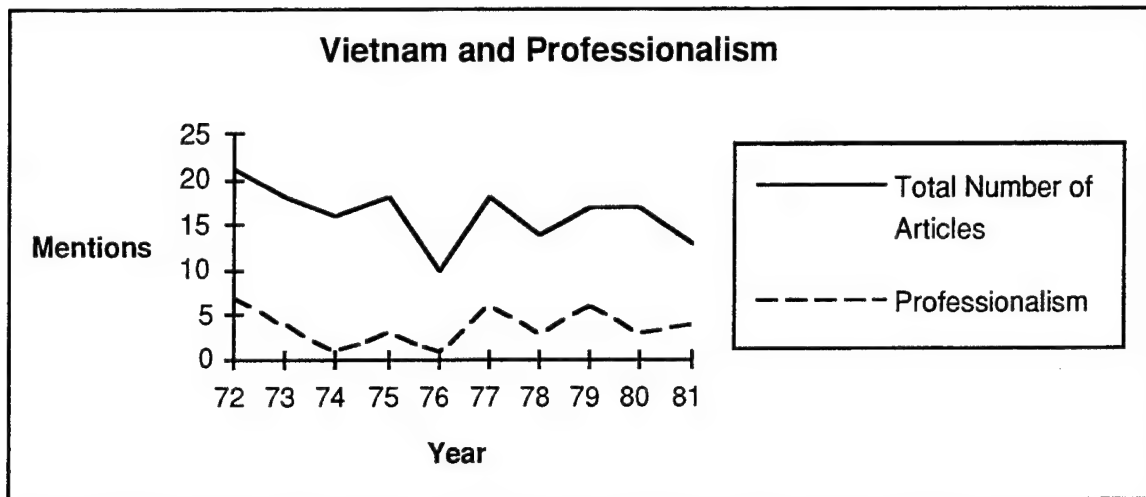 Vietnam and Professionalism
25
20
15
10
5
0
Mentions
72 73 74 75 76 77 78 79 80 81
Year
Total Number of
Articles
Professionalism